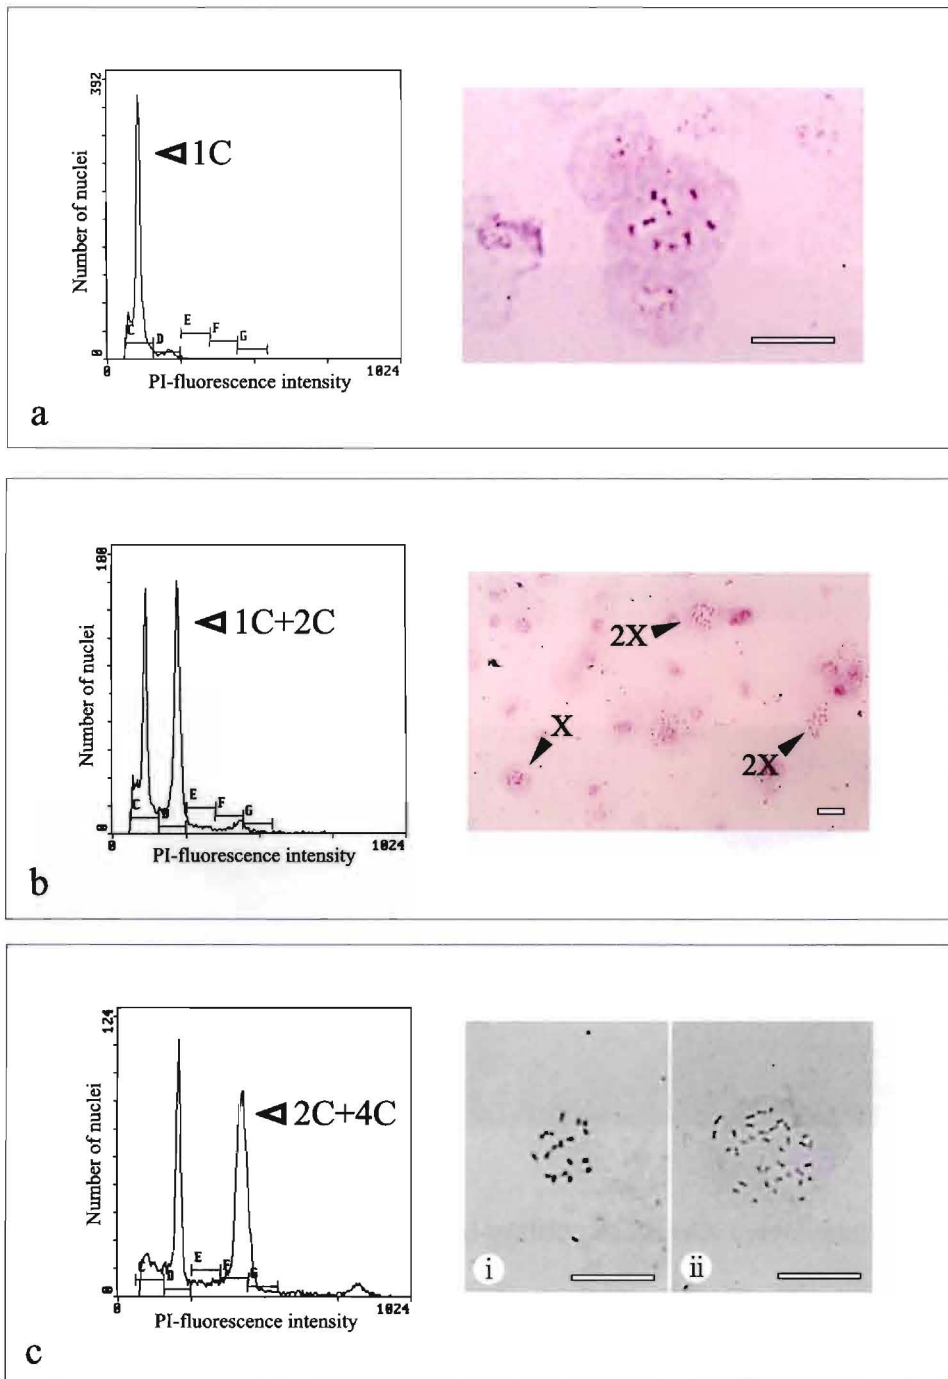 392
Number of nuclei
1C
C
D
E
F
G
0
0
1024
PI-fluorescence intensity
a
180
Number of nuclei
1C+2C
C
D
E
F
G
0
0
1024
PI-fluorescence intensity
2X
X
2X
b
124
Number of nuclei
2C+4C
C
D
E
F
G
0
0
1024
PI-fluorescence intensity
i
ii
c